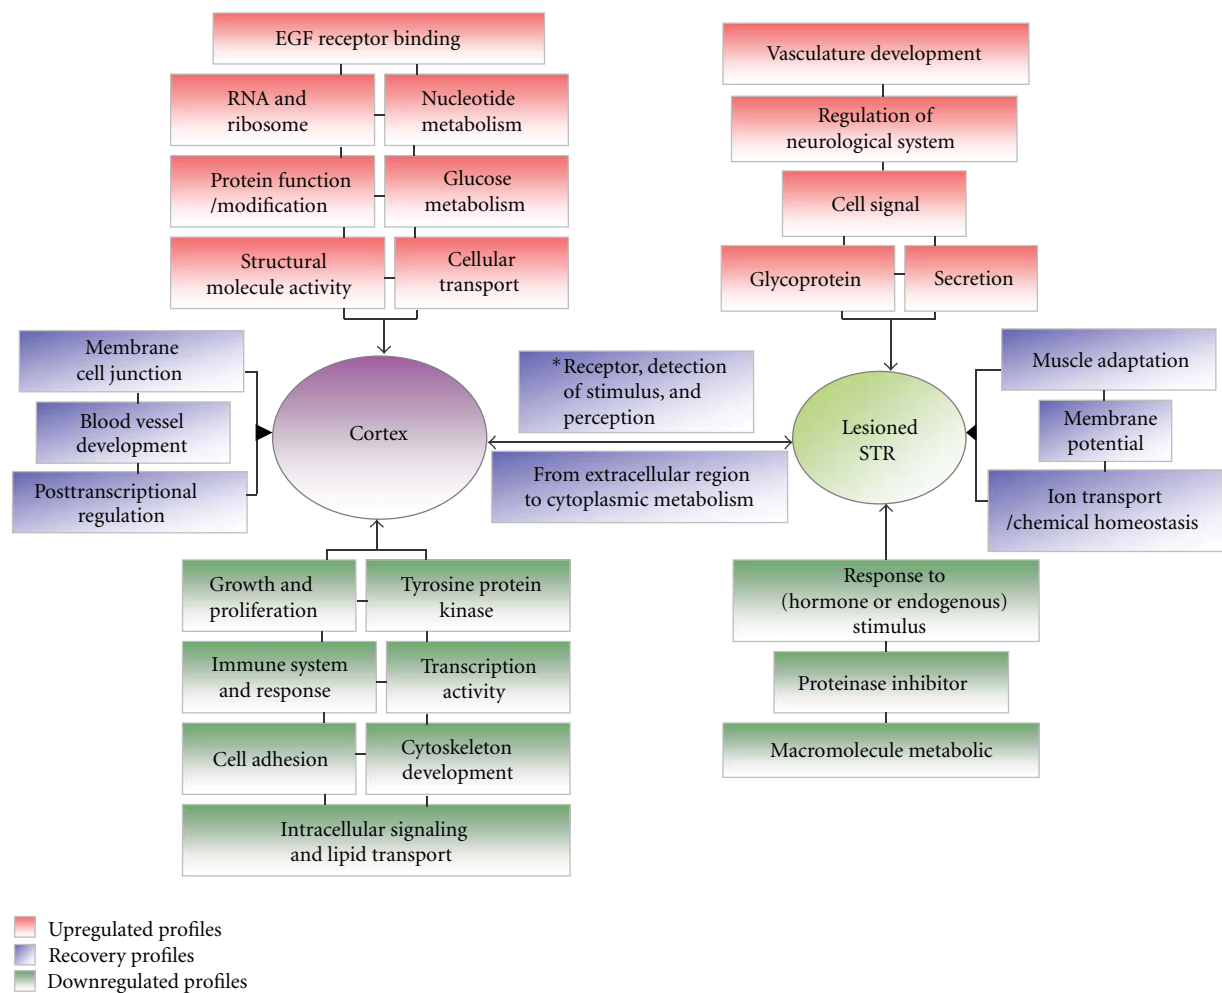 EGF receptor binding
RNA and
ribosome
Nucleotide
metabolism
Protein function
/modification
Glucose
metabolism
Structural
molecule activity
Cellular
transport
Vasculature development
Regulation of
neurological system
Cell signal
Glycoprotein
Secretion
Membrane
cell junction
Blood vessel
development
Posttranscriptional
regulation
Cortex
*Receptor, detection
of stimulus, and
perception
From extracellular region
to cytoplasmic metabolism
Lesioned
STR
Muscle adaptation
Membrane
potential
Ion transport
/chemical homeostasis
Growth and
proliferation
Tyrosine protein
kinase
Immune system
and response
Transcription
activity
Cell adhesion
Cytoskeleton
development
Intracellular signaling
and lipid transport
Response to
(hormone or endogenous)
stimulus
Proteinase inhibitor
Macromolecule metabolic
Upregulated profiles
Recovery profiles
Downregulated profiles